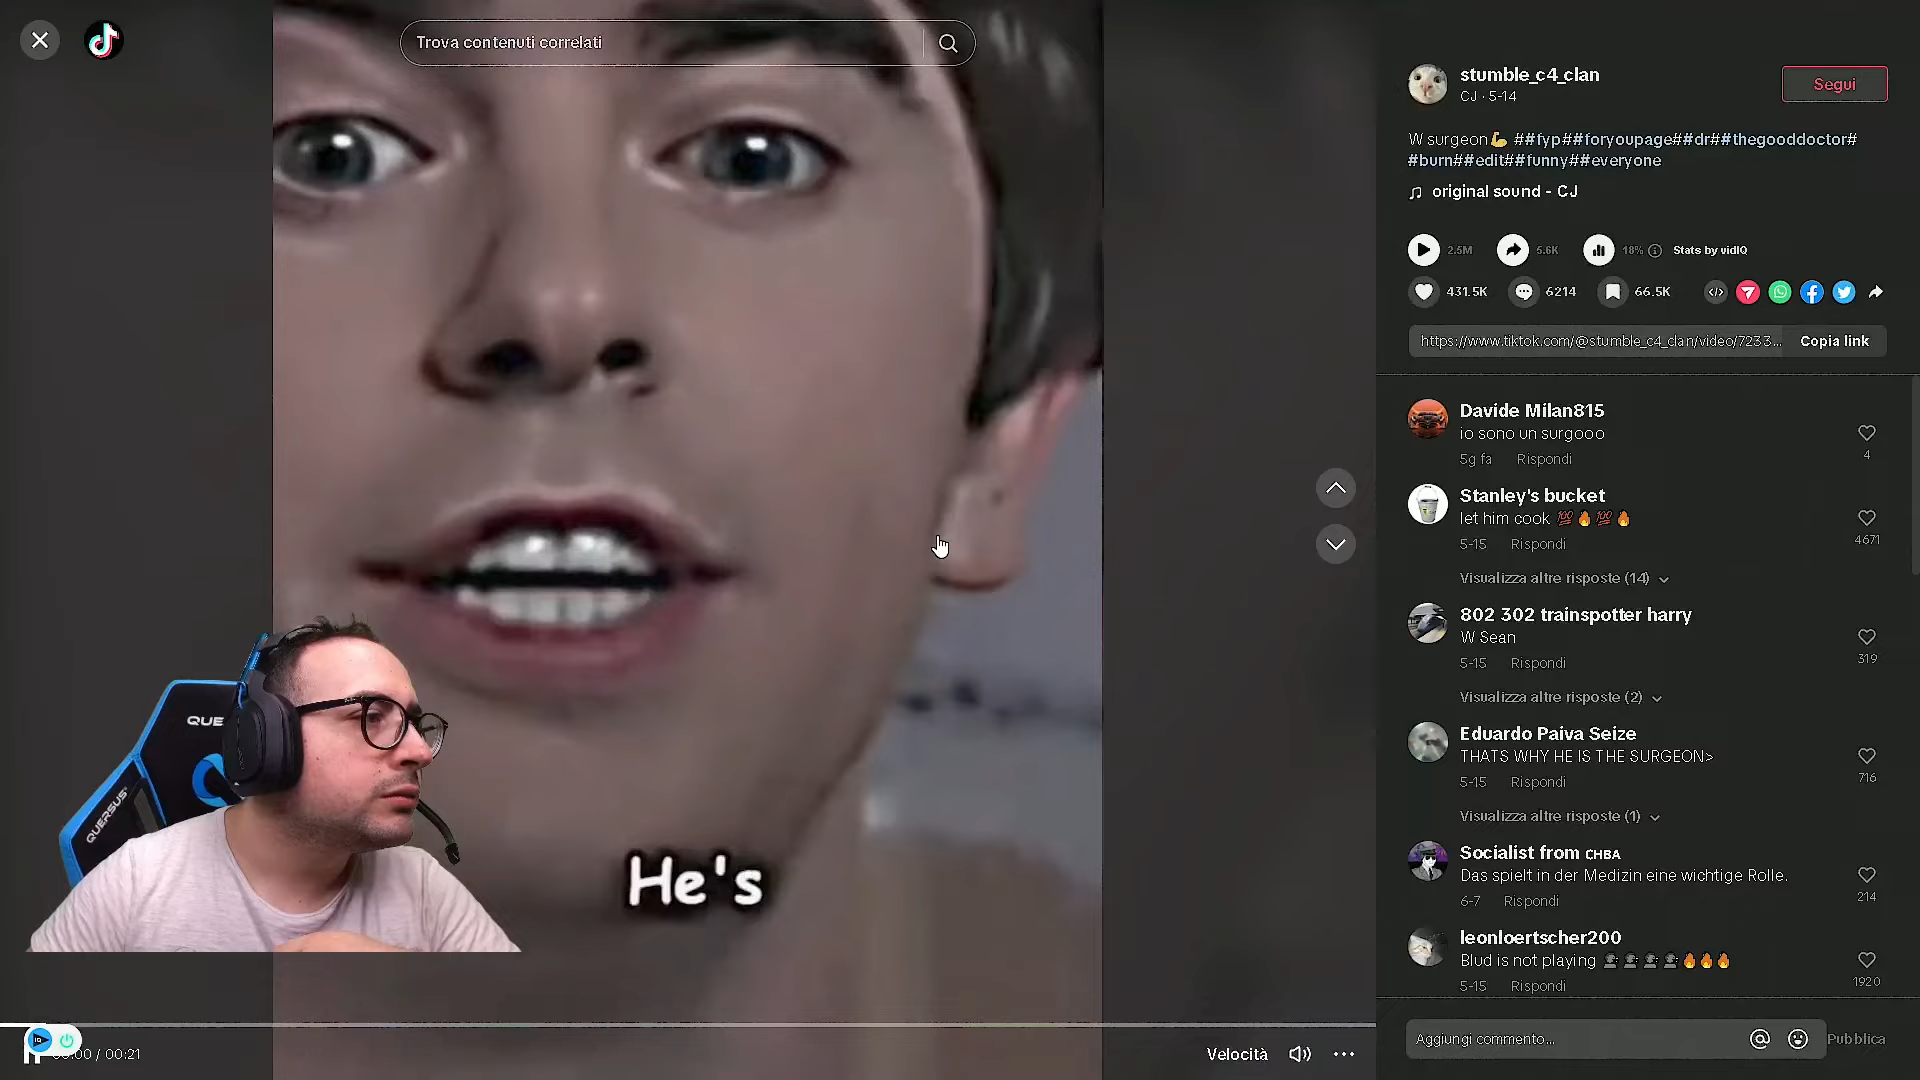 Trova contenuti correlati
stumble_c4_clan
CJ · 5-14
Segui
W surgeon💪 ##fyp##foryoupage##dr##thegooddoctor#
#burn##edit##funny##everyone
original sound - CJ
2.5M 5.6K 18% Stats by vidIQ
431.5K 6214 66.5K
https://www.tiktok.com/@stumble_c4_clan/video/7233... Copia link
Davide Milan815
io sono un surgooo
5g fa Rispondi
4
Stanley's bucket
let him cook 💯🔥💯🔥
5-15 Rispondi
4671
Visualizza altre risposte (14)
802 302 trainspotter harry
W Sean
5-15 Rispondi
319
Visualizza altre risposte (2)
Eduardo Paiva Seize
THATS WHY HE IS THE SURGEON>
5-15 Rispondi
716
Visualizza altre risposte (1)
Socialist from CHBA
Das spielt in der Medizin eine wichtige Rolle.
6-7 Rispondi
214
leonloertscher200
Blud is not playing 🗣🗣🗣🗣🔥🔥🔥
5-15 Rispondi
1920
QUE
QUERSUS
He's
/ 00:21
Velocità
Aggiungi commento...
Pubblica